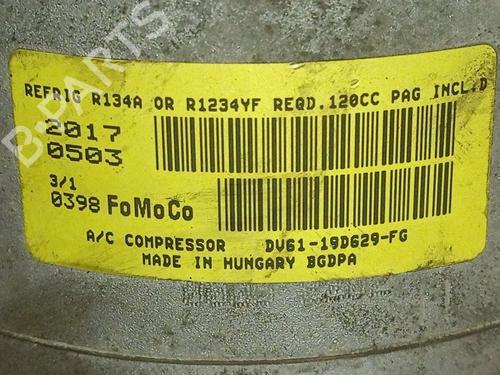 REFRIG R134A OR R1234YF REQD.120CC PAG INCL.D
2017
0503
3/1
0398 FoMoCo
A/C COMPRESSOR DV61-19D629-FG
MADE IN HUNGARY BGDPA
B-PARTS